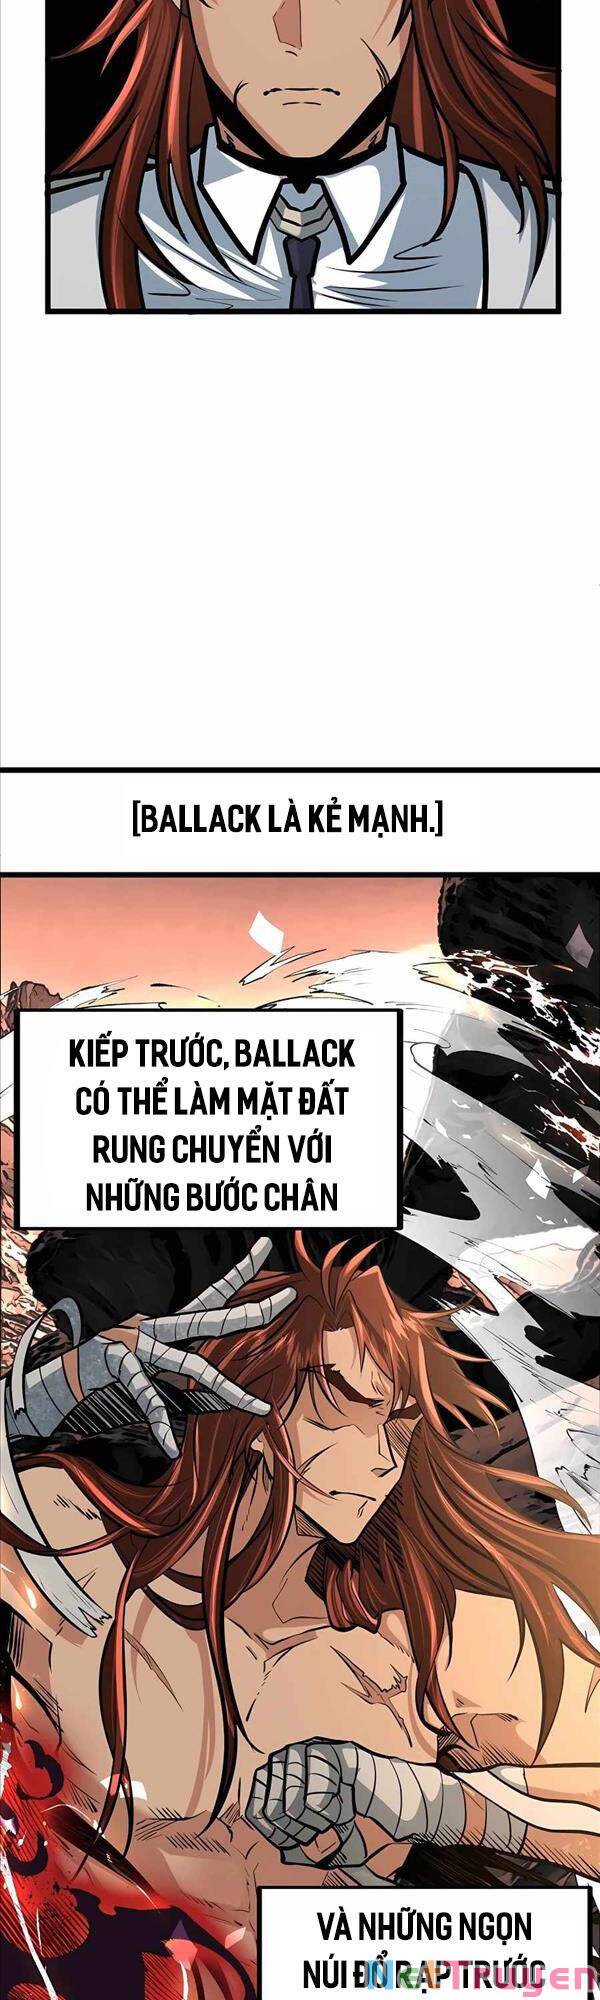 [BALLACK LÀ KẺ MẠNH.]
KIẾP TRƯỚC, BALLACK
CÓ THỂ LÀM MẶT ĐẤT
RUNG CHUYỂN VỚI
NHỮNG BƯỚC CHÂN
VÀ NHỮNG NGỌN
NÚI ĐỔ RẠP TRƯỚC
NetTruyen